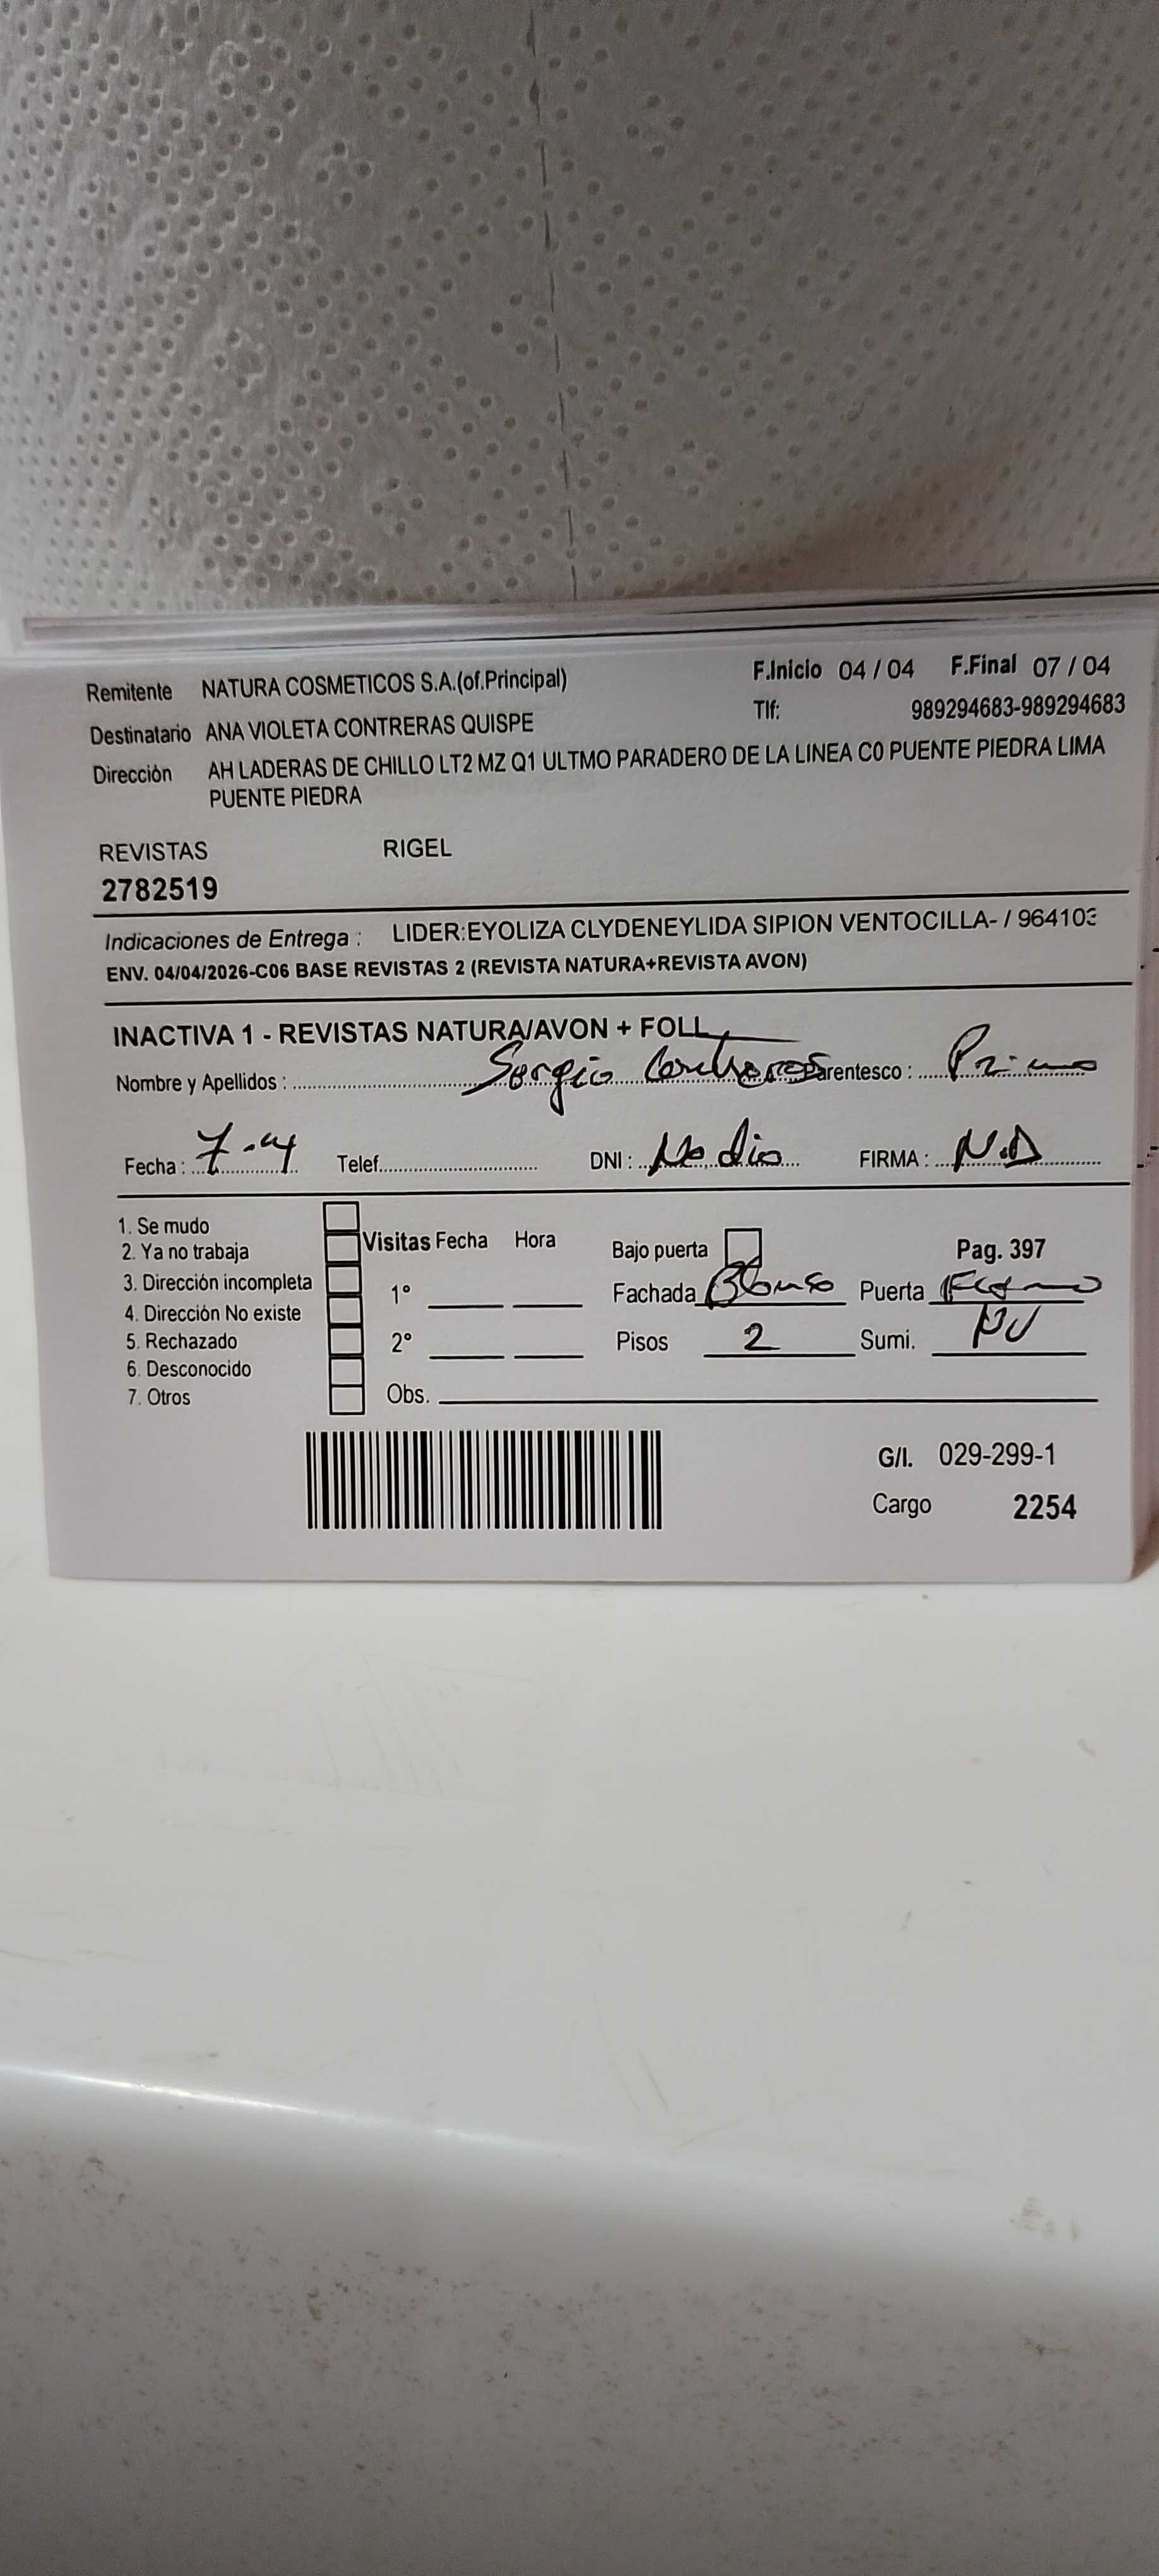 Remitente NATURA COSMETICOS S.A.(of.Principal) F.Inicio 04 / 04 F.Final 07 / 04
Destinatario ANA VIOLETA CONTRERAS QUISPE Tlf: 989294683-989294683
Dirección AH LADERAS DE CHILLO LT2 MZ Q1 ULTMO PARADERO DE LA LINEA C0 PUENTE PIEDRA LIMA
PUENTE PIEDRA
REVISTAS RIGEL
2782519
Indicaciones de Entrega : LIDER:EYOLIZA CLYDENEYLIDA SIPION VENTOCILLA- / 964103
ENV. 04/04/2026-C06 BASE REVISTAS 2 (REVISTA NATURA+REVISTA AVON)
INACTIVA 1 - REVISTAS NATURA/AVON + FOLL
Nombre y Apellidos : Sergio Contreras Parentesco : Primo
Fecha : 7-04 Telef. DNI : No dio FIRMA : N.D
1. Se mudo
2. Ya no trabaja Visitas Fecha Hora Bajo puerta Pag. 397
3. Dirección incompleta 1° Fachada Blanco Puerta
4. Dirección No existe
5. Rechazado 2° Pisos 2 Sumi. NV
6. Desconocido
7. Otros Obs.
G/I. 029-299-1
Cargo 2254